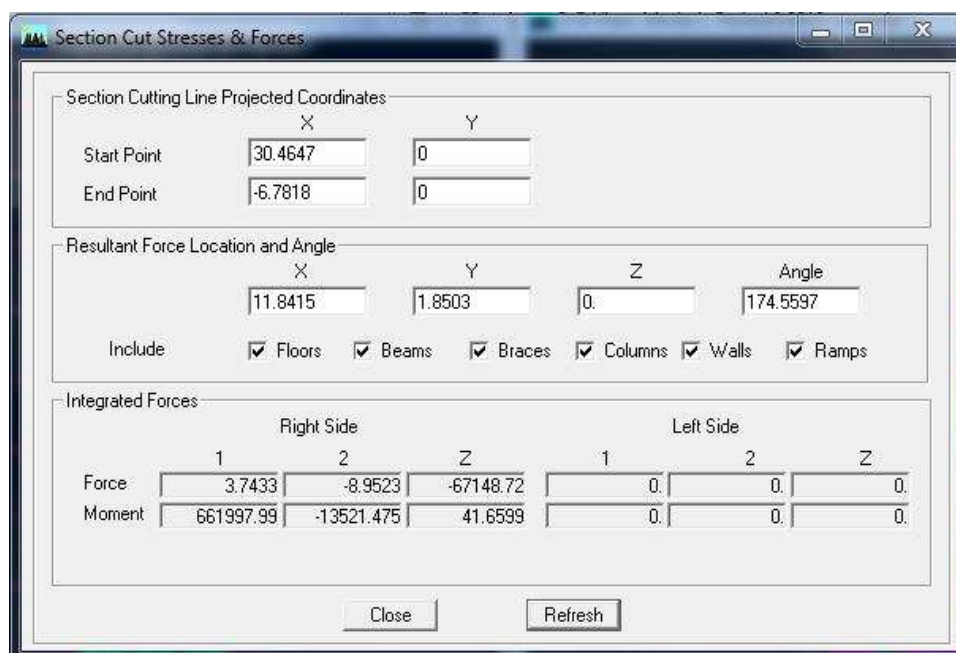 Section Cut Stresses & Forces
Section Cutting Line Projected Coordinates
X Y
Start Point 30.4647 0
End Point -6.7818 0
Resultant Force Location and Angle
X Y Z Angle
11.8415 1.8503 0. 174.5597
Include Floors Beams Braces Columns Walls Ramps
Integrated Forces
Right Side Left Side
1 2 Z 1 2 Z
Force 3.7433 -8.9523 -67148.72 0. 0. 0.
Moment 661997.99 -13521.475 41.6599 0. 0. 0.
Close Refresh